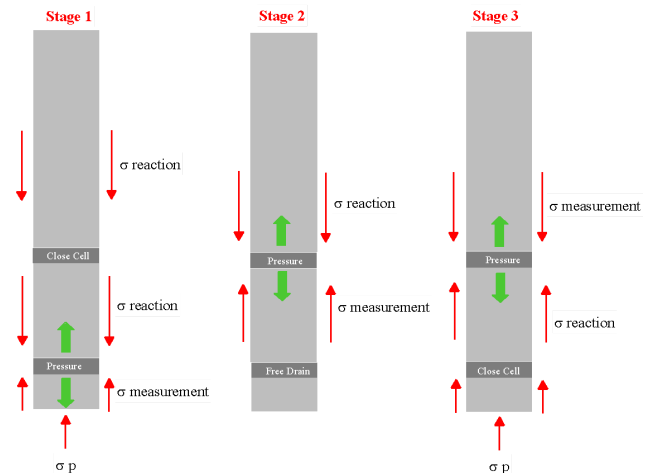 Stage 1
Stage 2
Stage 3
σ reaction
Close Cell
σ reaction
Pressure
σ measurement
σ p
σ reaction
Pressure
σ measurement
Free Drain
σ measurement
Pressure
σ reaction
Close Cell
σ p